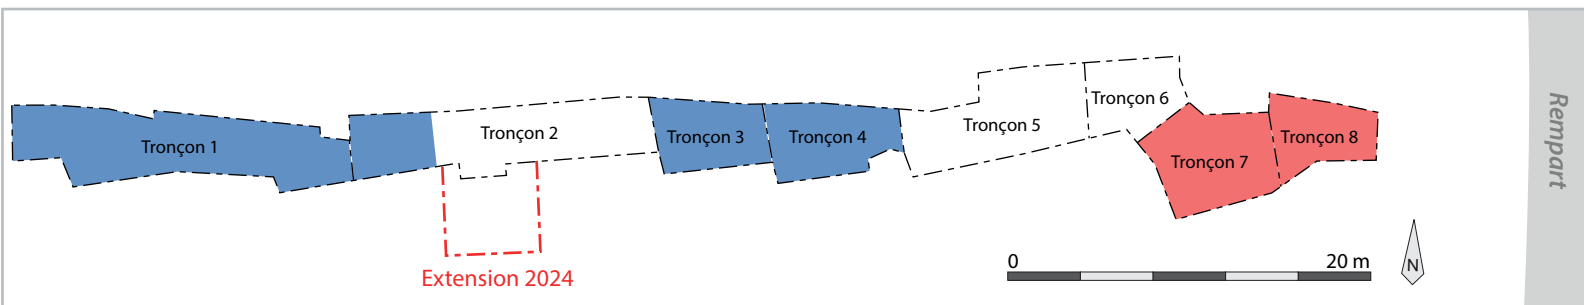 Tronçon 1
Tronçon 2
Tronçon 3
Tronçon 4
Tronçon 5
Tronçon 6
Tronçon 7
Tronçon 8
Rempart
Extension 2024
0 20 m
N